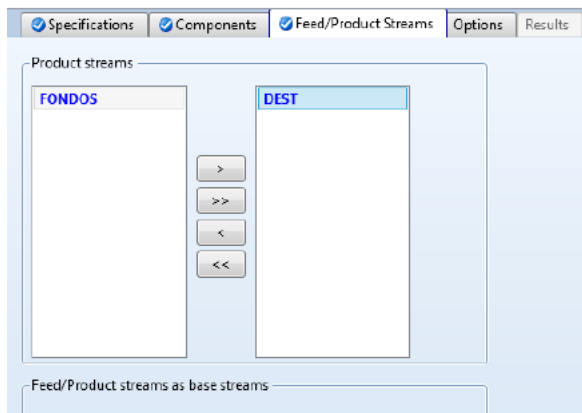 Specifications Components Feed/Product Streams Options Results
Product streams
FONDOS DEST
>
>>
<
<<
Feed/Product streams as base streams